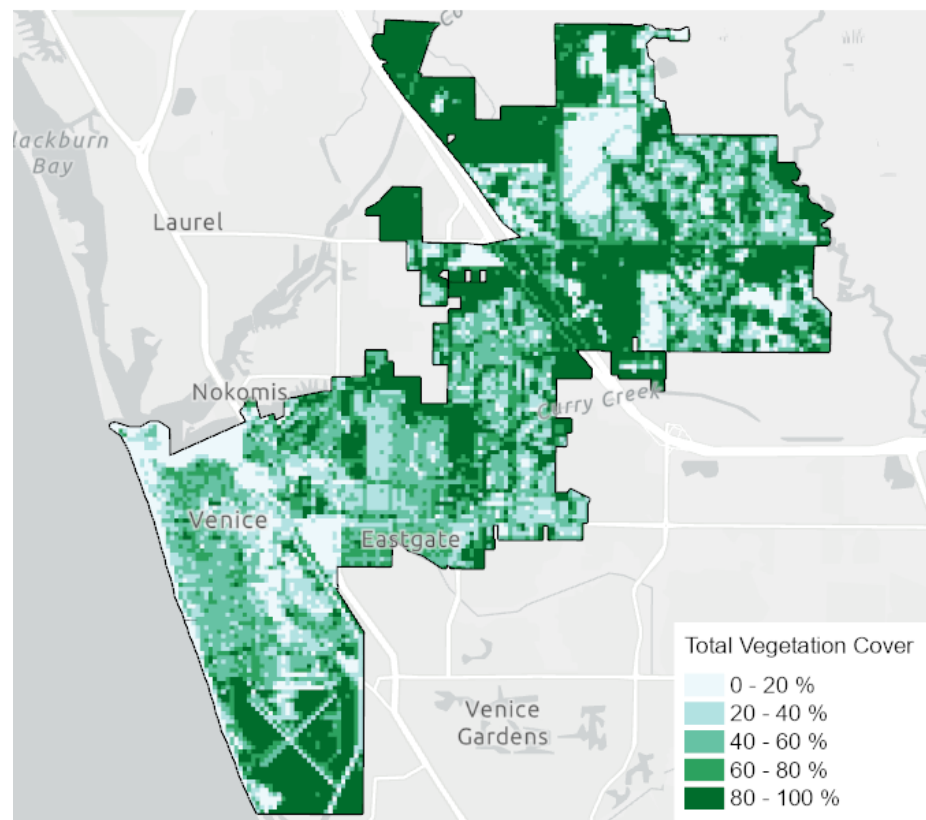 Co
lackburn
Bay
Laurel
Nokomis
Curry Creek
Venice
Eastgate
Venice
Gardens
Total Vegetation Cover
0 - 20 %
20 - 40 %
40 - 60 %
60 - 80 %
80 - 100 %